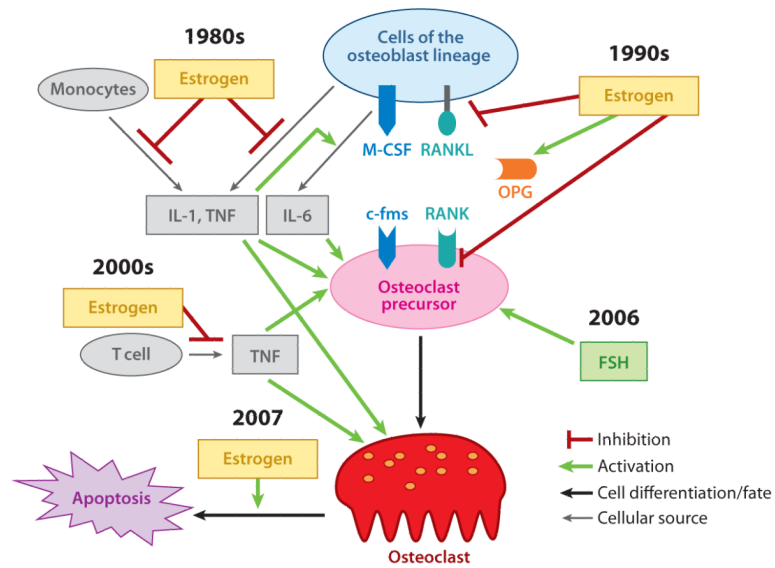 1980s
Estrogen
Monocytes
Cells of the
osteoblast lineage
1990s
Estrogen
M-CSF
RANKL
OPG
IL-1, TNF
IL-6
c-fms
RANK
Osteoclast
precursor
2000s
Estrogen
T cell
TNF
2006
FSH
2007
Estrogen
Apoptosis
Osteoclast
Inhibition
Activation
Cell differentiation/fate
Cellular source